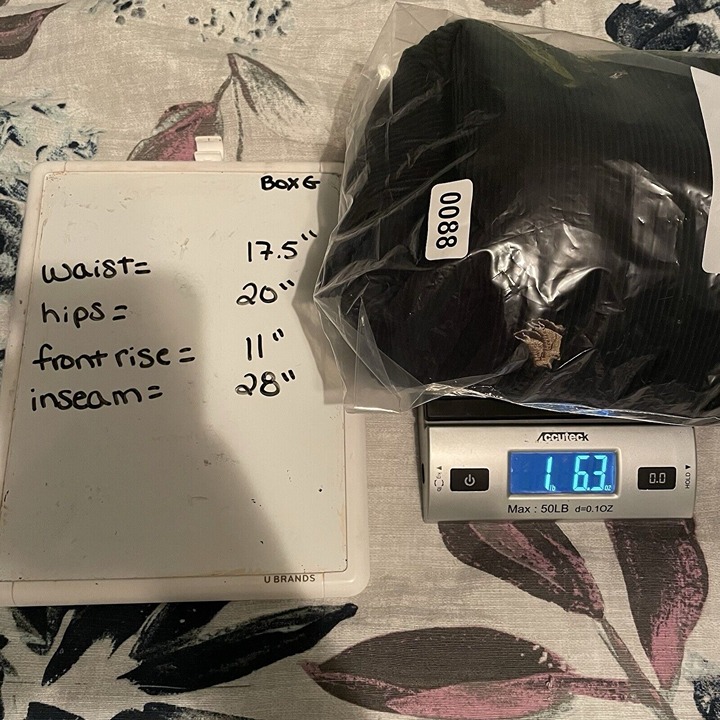 BOX G
waist= 17.5"
hips= 20"
front rise= 11"
inseam= 28"
U BRANDS
0088
Accuteck
1 lb 6.3 oz
0.0
HOLD
Max : 50LB d=0.1OZ